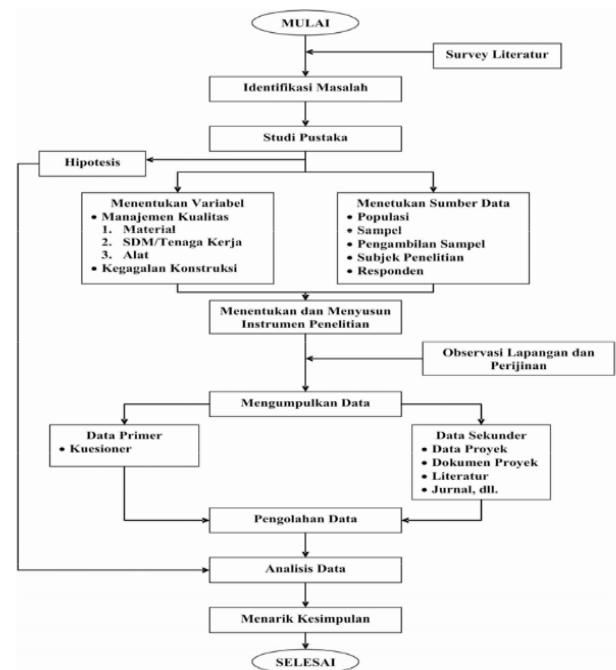 MULAI
Survey Literatur
Identifikasi Masalah
Studi Pustaka
Hipotesis
Menentukan Variabel
• Manajemen Kualitas
1. Material
2. SDM/Tenaga Kerja
3. Alat
• Kegagalan Konstruksi
Menetukan Sumber Data
• Populasi
• Sampel
• Pengambilan Sampel
• Subjek Penelitian
• Responden
Menentukan dan Menyusun
Instrumen Penelitian
Observasi Lapangan dan
Perijinan
Mengumpulkan Data
Data Primer
• Kuesioner
Data Sekunder
• Data Proyek
• Dokumen Proyek
• Literatur
• Jurnal, dll.
Pengolahan Data
Analisis Data
Menarik Kesimpulan
SELESAI